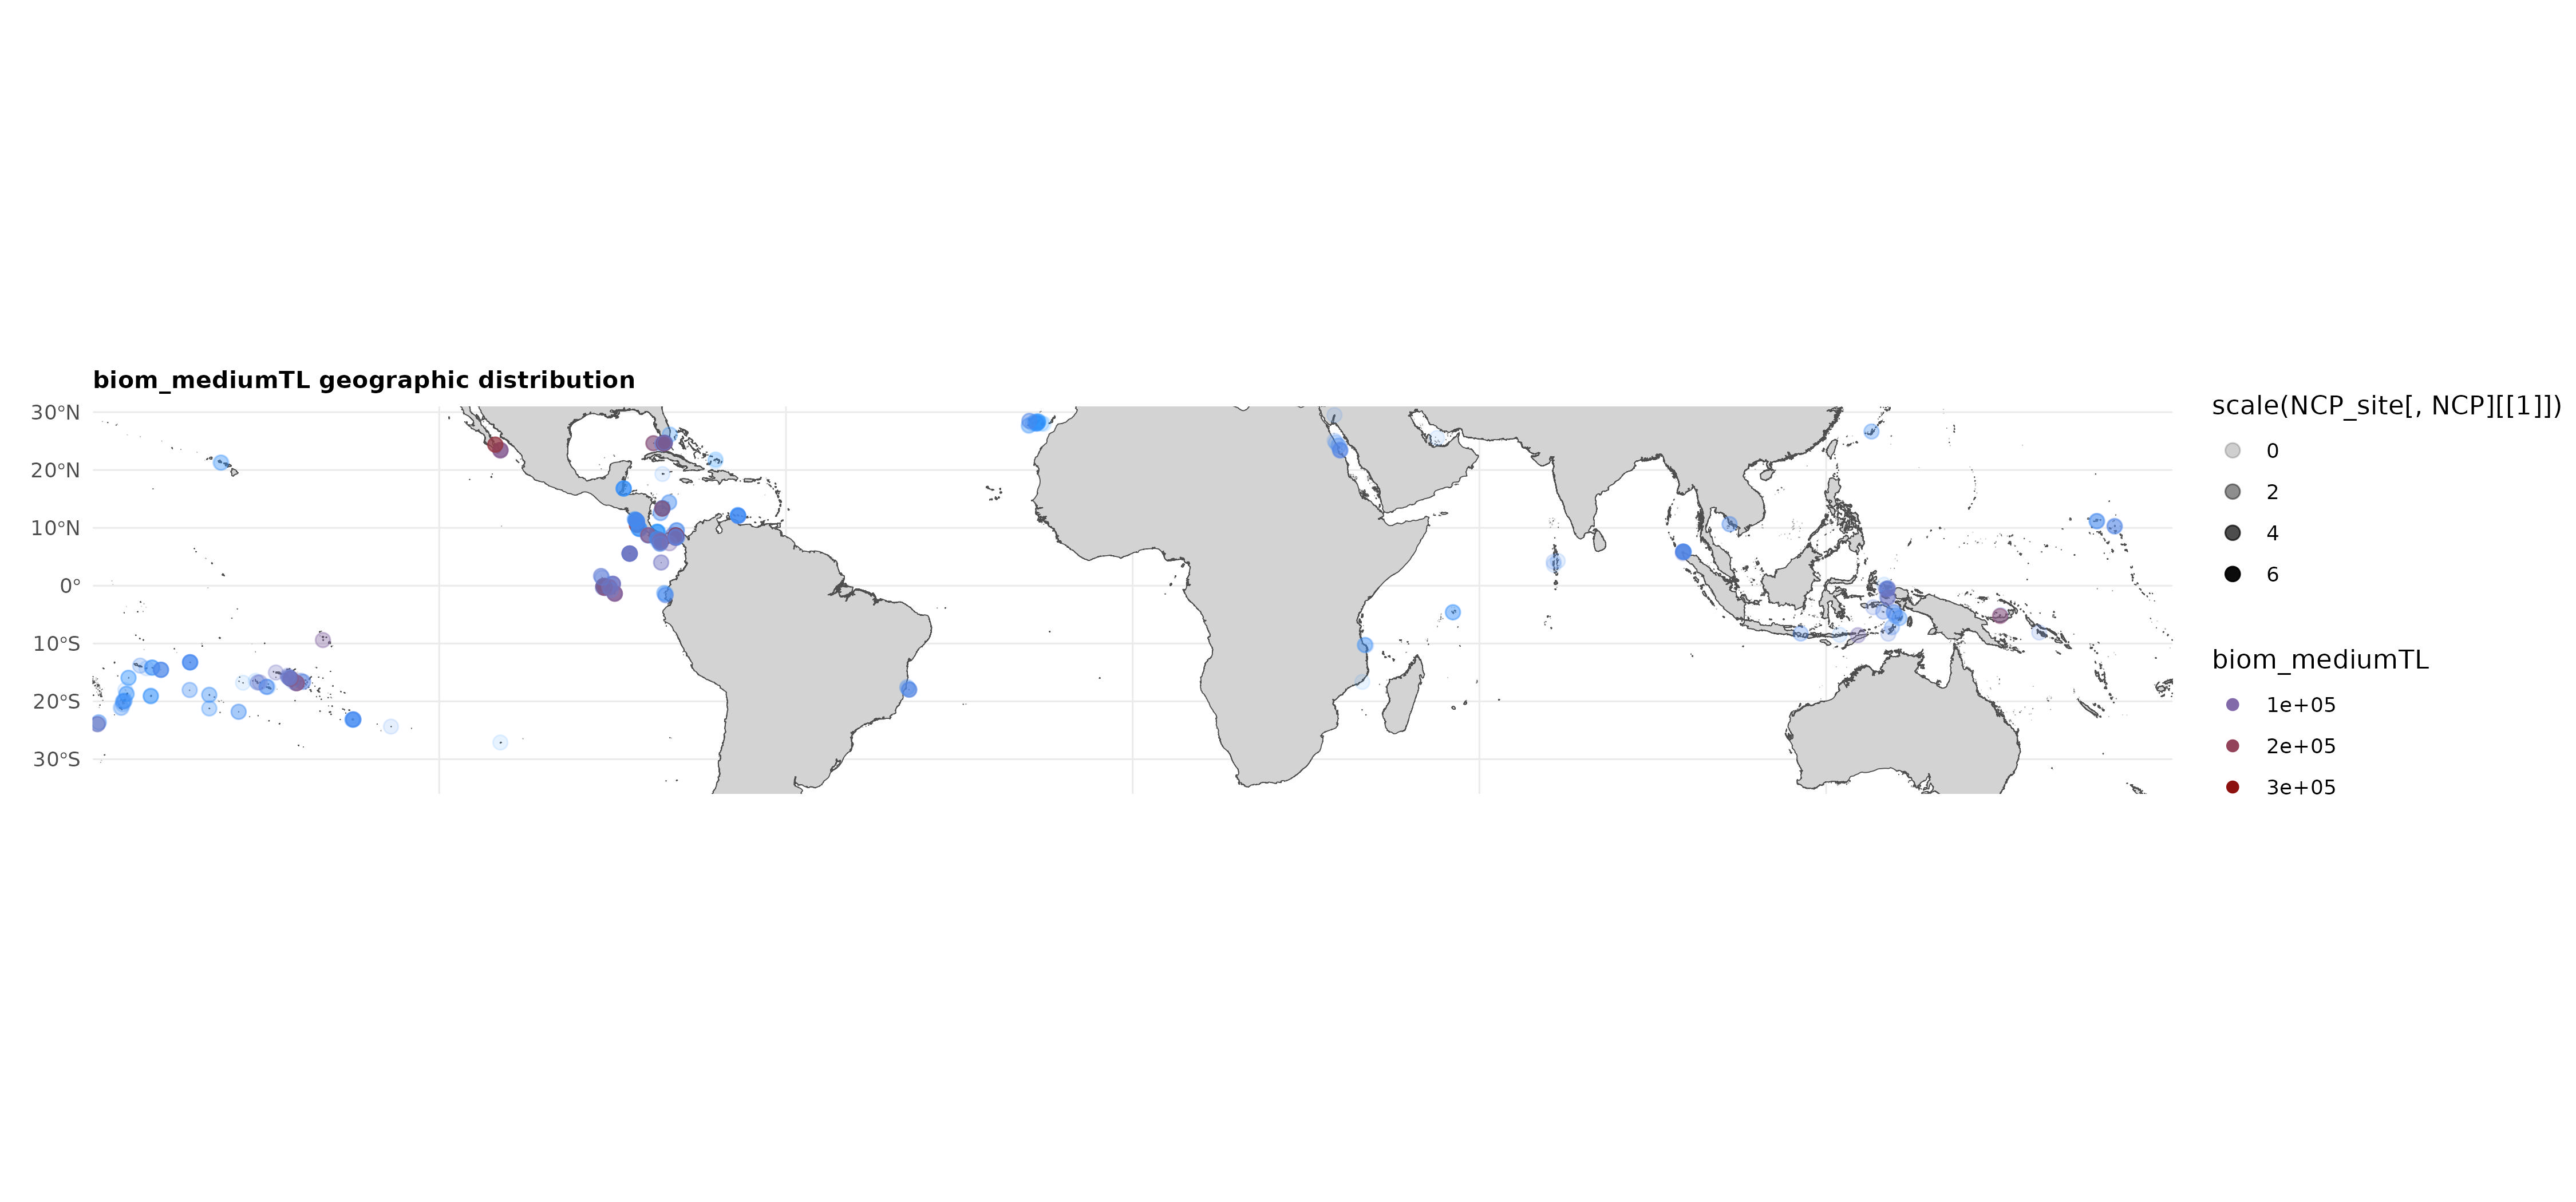 biom_mediumTL geographic distribution
30°N
20°N
10°N
0°
10°S
20°S
30°S
scale(NCP_site[, NCP][[1]])
0
2
4
6
biom_mediumTL
1e+05
2e+05
3e+05